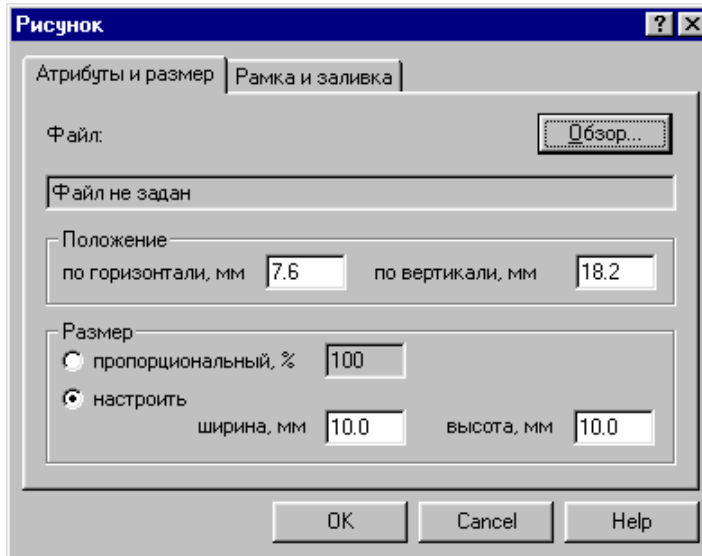 Рисунок
Атрибуты и размер Рамка и заливка
Файл: Обзор...
Файл не задан
Положение
по горизонтали, мм 7.6 по вертикали, мм 18.2
Размер
пропорциональный, % 100
настроить
ширина, мм 10.0 высота, мм 10.0
OK Cancel Help